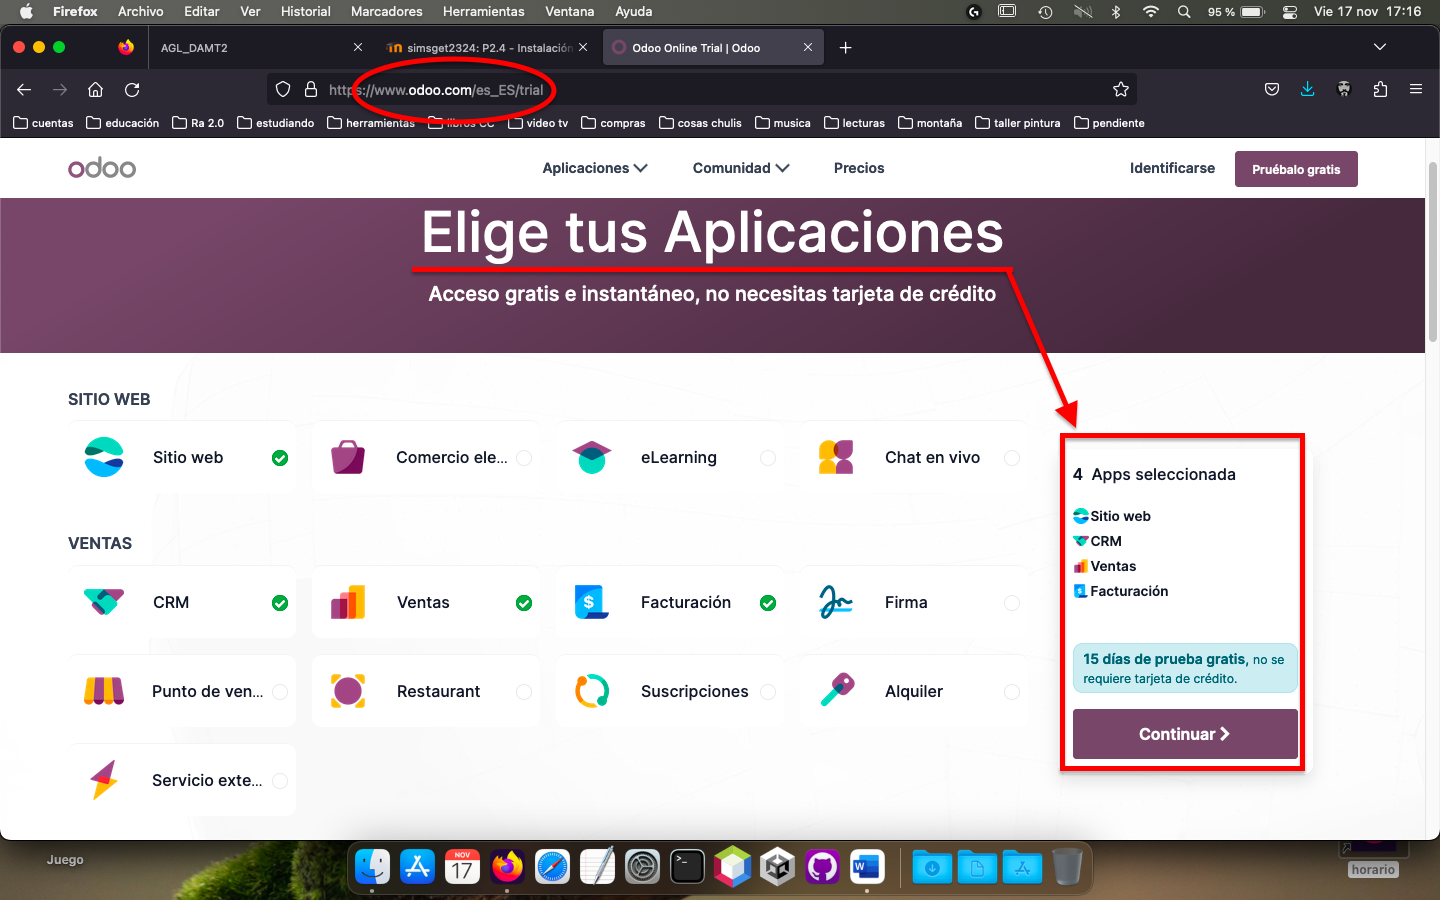 Firefox Archivo Editar Ver Historial Marcadores Herramientas Ventana Ayuda 95 % Vie 17 nov 17:16
AGL_DAMT2 simsget2324: P2.4 - Instalación Odoo Online Trial | Odoo
https://www.odoo.com/es_ES/trial
cuentas educación Ra 2.0 estudiando herramientas libros CC video tv compras cosas chulis musica lecturas montaña taller pintura pendiente
odoo Aplicaciones Comunidad Precios Identificarse Pruébalo gratis
Elige tus Aplicaciones
Acceso gratis e instantáneo, no necesitas tarjeta de crédito
SITIO WEB
Sitio web Comercio ele... eLearning Chat en vivo
VENTAS
CRM Ventas Facturación Firma
Punto de ven... Restaurant Suscripciones Alquiler
Servicio exte...
4 Apps seleccionada
Sitio web
CRM
Ventas
Facturación
15 días de prueba gratis, no se
requiere tarjeta de crédito.
Continuar
Juego
NOV
17
horario